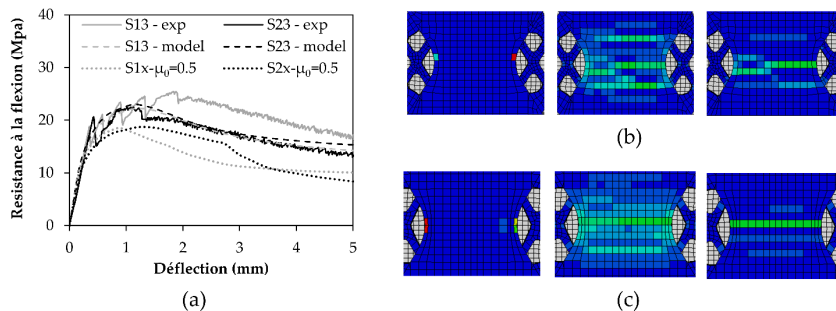 Resistance à la flexion (Mpa)
40
30
20
10
0
S13 - exp
S23 - exp
S13 - model
S23 - model
S1x-μ₀=0.5
S2x-μ₀=0.5
0 1 2 3 4 5
Déflection (mm)
(a)
(b)
(c)